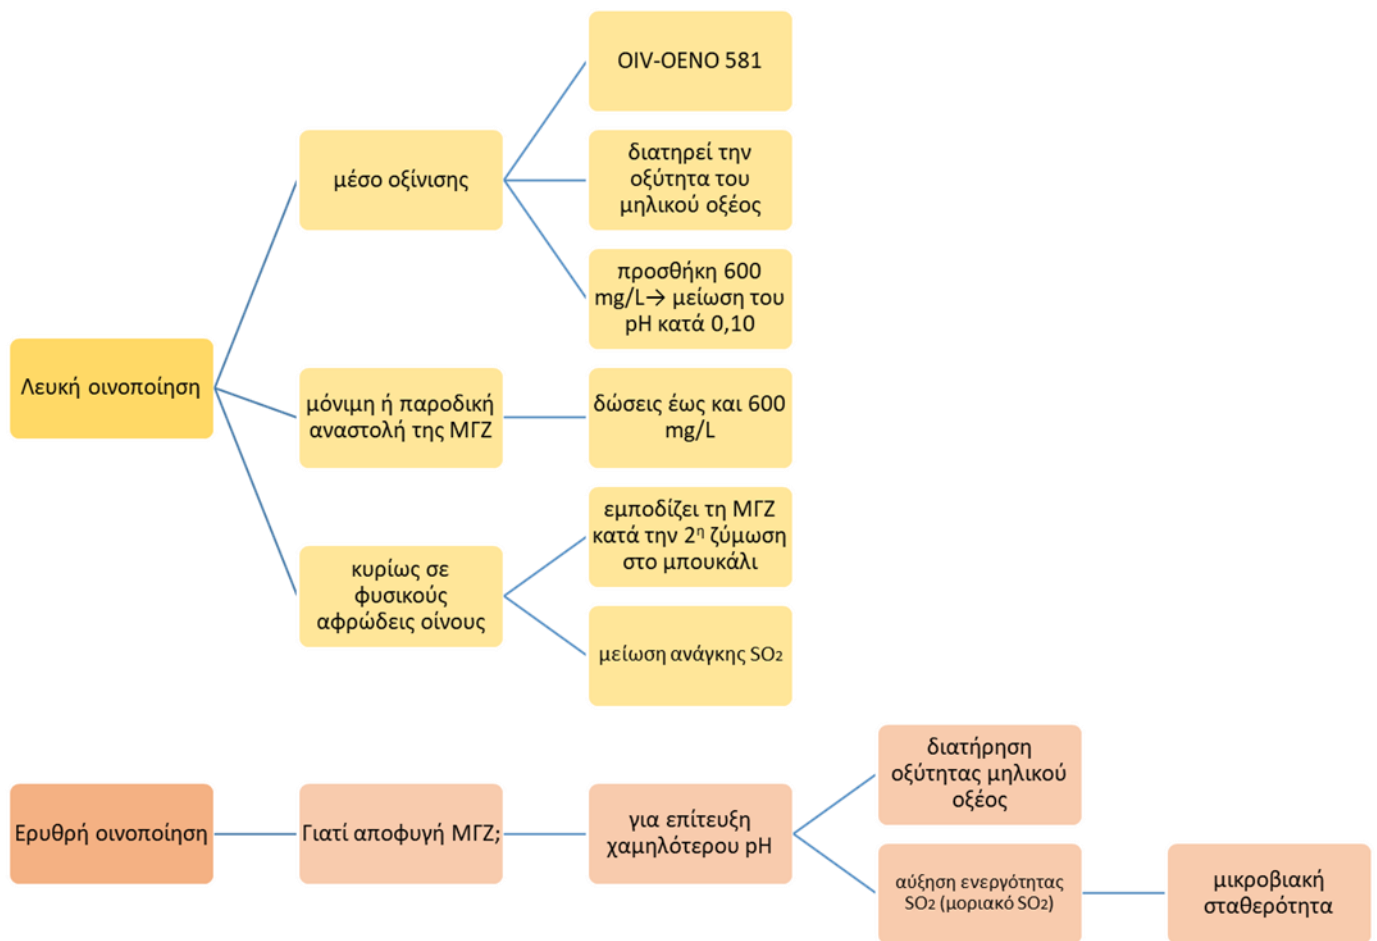 Λευκή οινοποίηση
μέσο οξίνισης
OIV-OENO 581
διατηρεί την
οξύτητα του
μηλικού οξέος
προσθήκη 600
mg/L→ μείωση του
pH κατά 0,10
μόνιμη ή παροδική
αναστολή της ΜΓΖ
δώσεις έως και 600
mg/L
κυρίως σε
φυσικούς
αφρώδεις οίνους
εμποδίζει τη ΜΓΖ
κατά την 2η ζύμωση
στο μπουκάλι
μείωση ανάγκης SO₂
Ερυθρή οινοποίηση
Γιατί αποφυγή ΜΓΖ;
για επίτευξη
χαμηλότερου pH
διατήρηση
οξύτητας μηλικού
οξέος
αύξηση ενεργότητας
SO₂ (μοριακό SO₂)
μικροβιακή
σταθερότητα